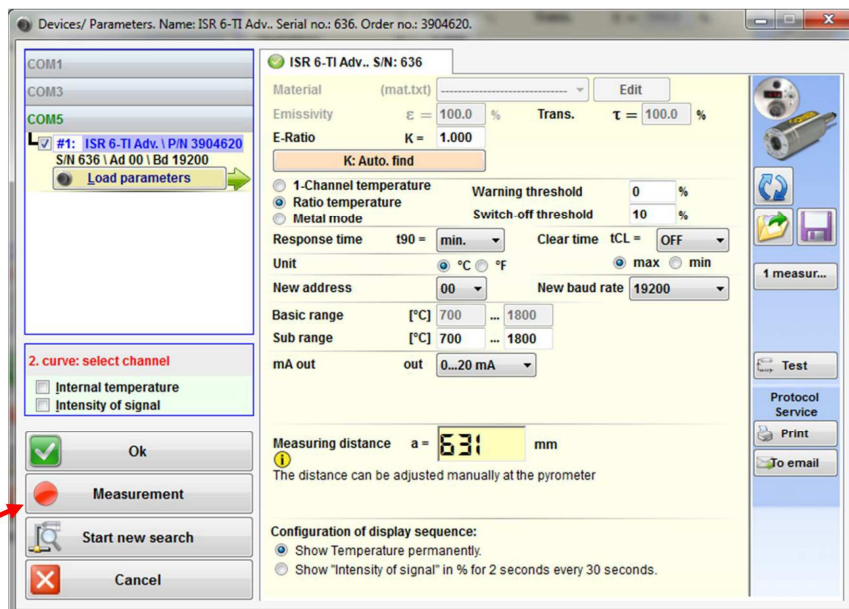 Devices/ Parameters. Name: ISR 6-TI Adv.. Serial no.: 636. Order no.: 3904620.
COM1
COM3
COM5
#1: ISR 6-TI Adv. \ P/N 3904620
S/N 636 \ Ad 00 \ Bd 19200
Load parameters
2. curve: select channel
Internal temperature
Intensity of signal
Ok
Measurement
Start new search
Cancel
ISR 6-TI Adv.. S/N: 636
Material (mat.txt) ------------------------------ Edit
Emissivity ε = 100.0 % Trans. τ = 100.0 %
E-Ratio K = 1.000
K: Auto. find
1-Channel temperature Warning threshold 0 %
Ratio temperature
Metal mode Switch-off threshold 10 %
Response time t90 = min. Clear time tCL = OFF
Unit °C °F max min
New address 00 New baud rate 19200
Basic range [°C] 700 ... 1800
Sub range [°C] 700 ... 1800
mA out out 0...20 mA
Measuring distance a = 631 mm
i
The distance can be adjusted manually at the pyrometer
Configuration of display sequence:
Show Temperature permanently.
Show "Intensity of signal" in % for 2 seconds every 30 seconds.
1 measur...
Test
Protocol
Service
Print
To email